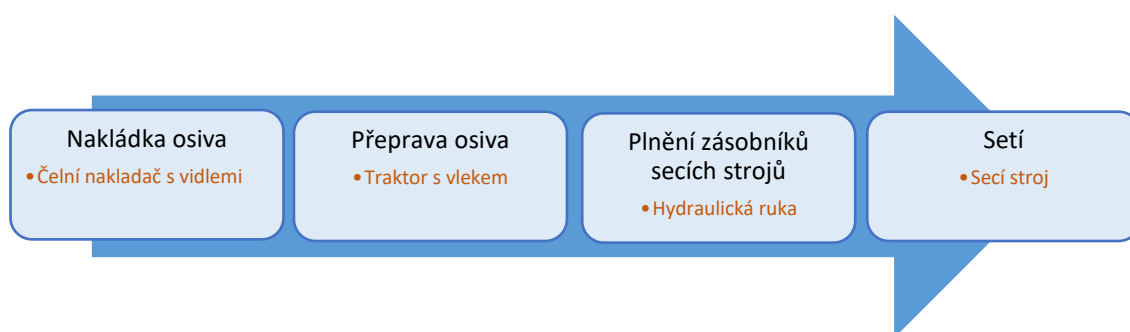 Nakládka osiva
• Čelní nakladač s vidlemi
Přeprava osiva
• Traktor s vlekem
Plnění zásobníků
secích strojů
• Hydraulická ruka
Setí
• Secí stroj